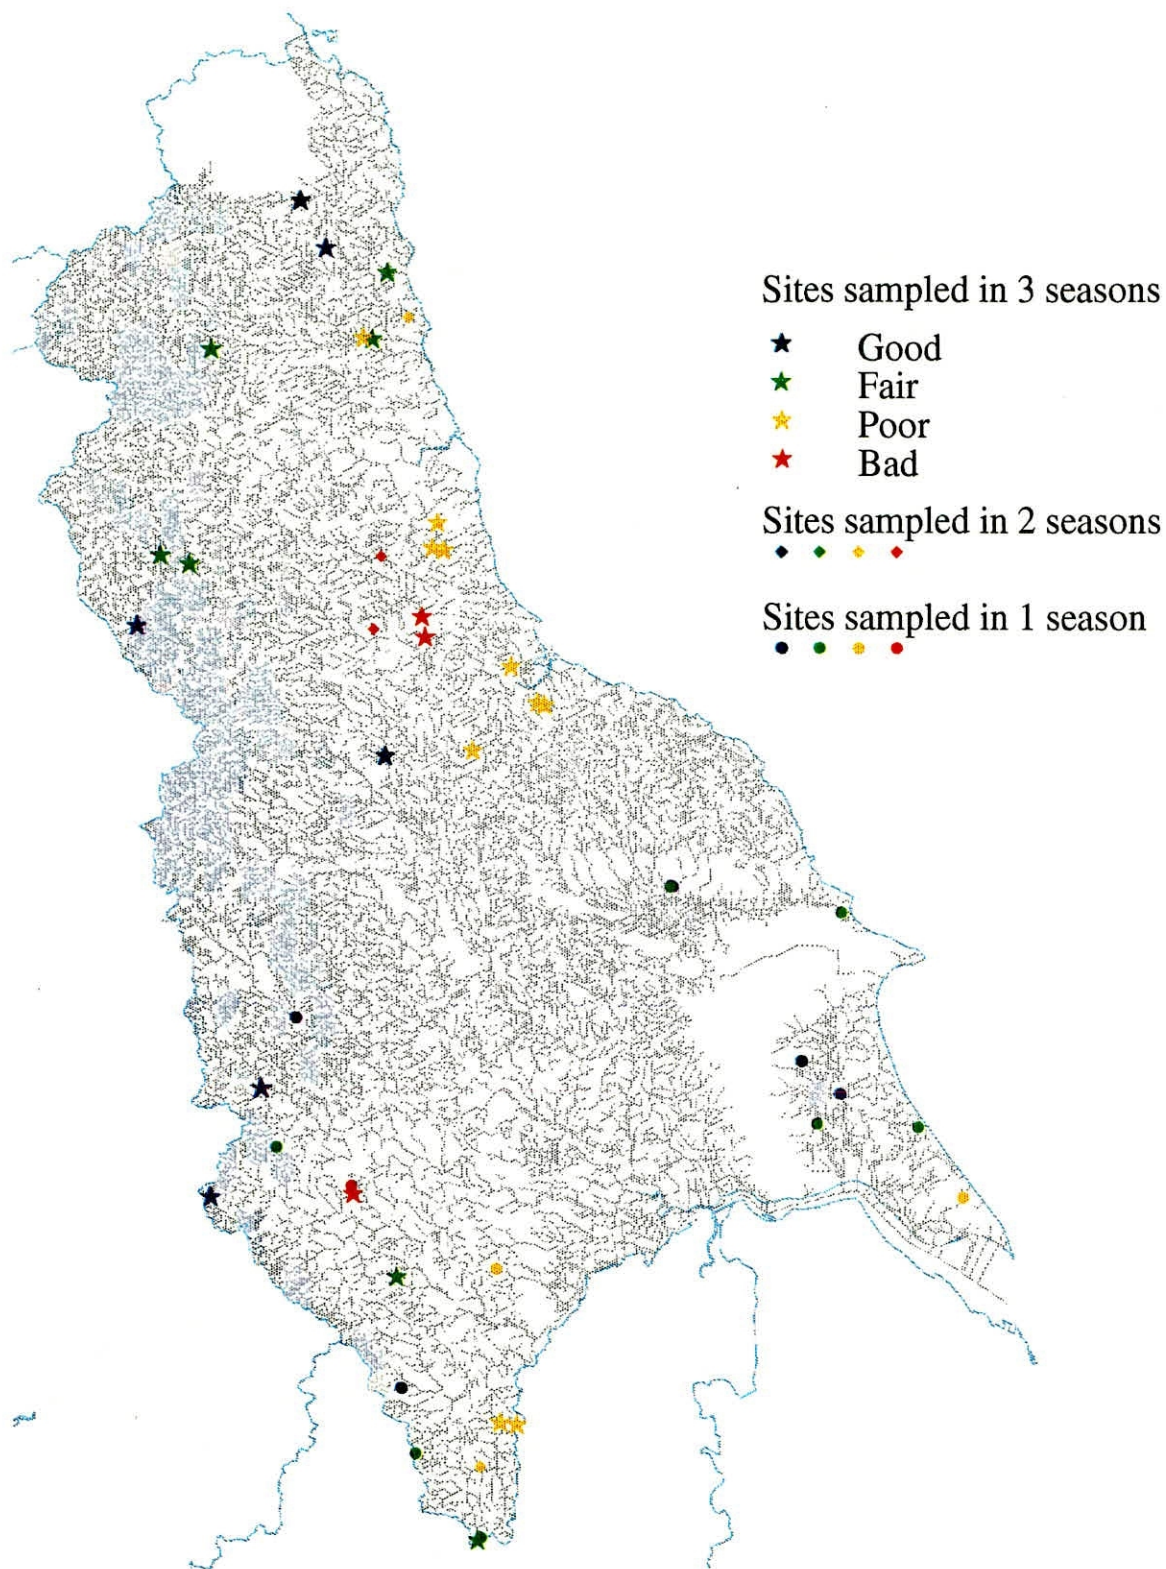 Sites sampled in 3 seasons
Good
Fair
Poor
Bad
Sites sampled in 2 seasons
Sites sampled in 1 season